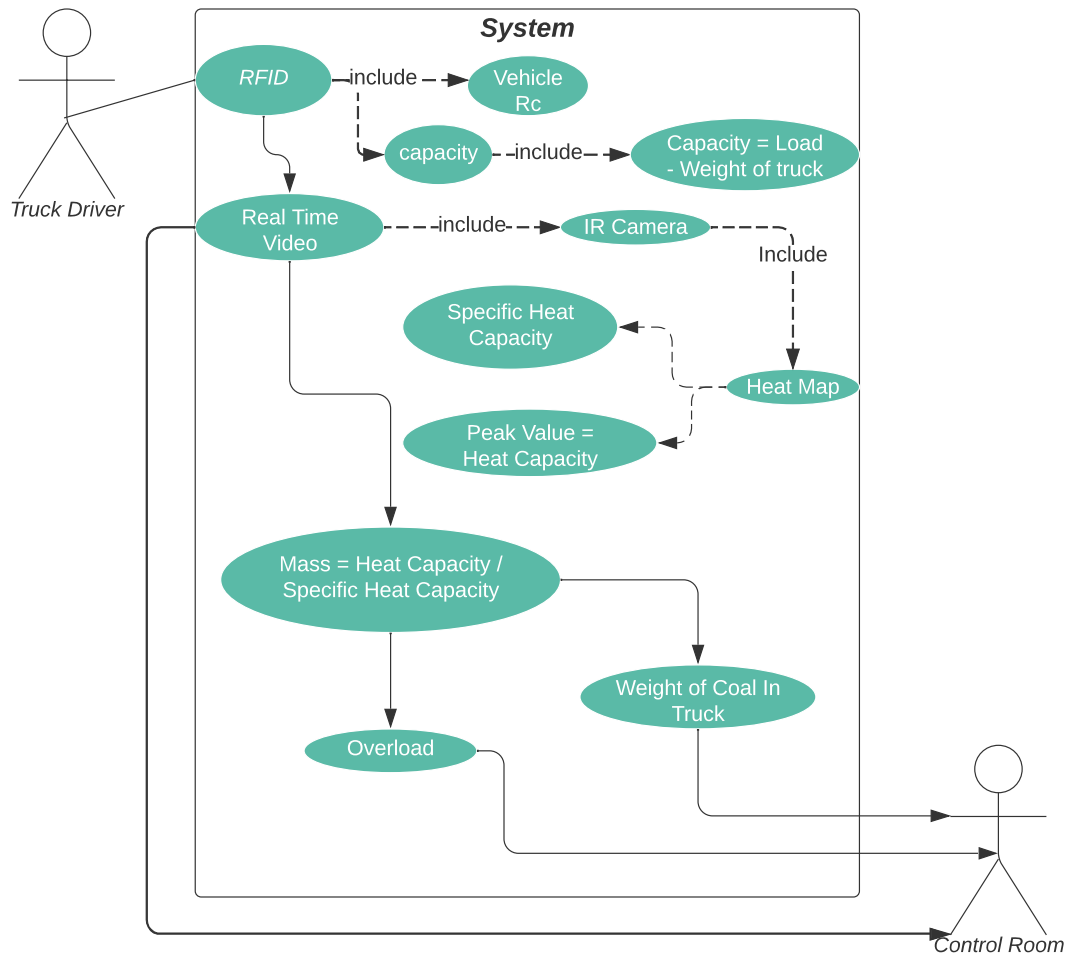 System
RFID
include
Vehicle
Rc
capacity
include
Capacity = Load
- Weight of truck
Truck Driver
Real Time
Video
include
IR Camera
Include
Specific Heat
Capacity
Heat Map
Peak Value =
Heat Capacity
Mass = Heat Capacity /
Specific Heat Capacity
Weight of Coal In
Truck
Overload
Control Room